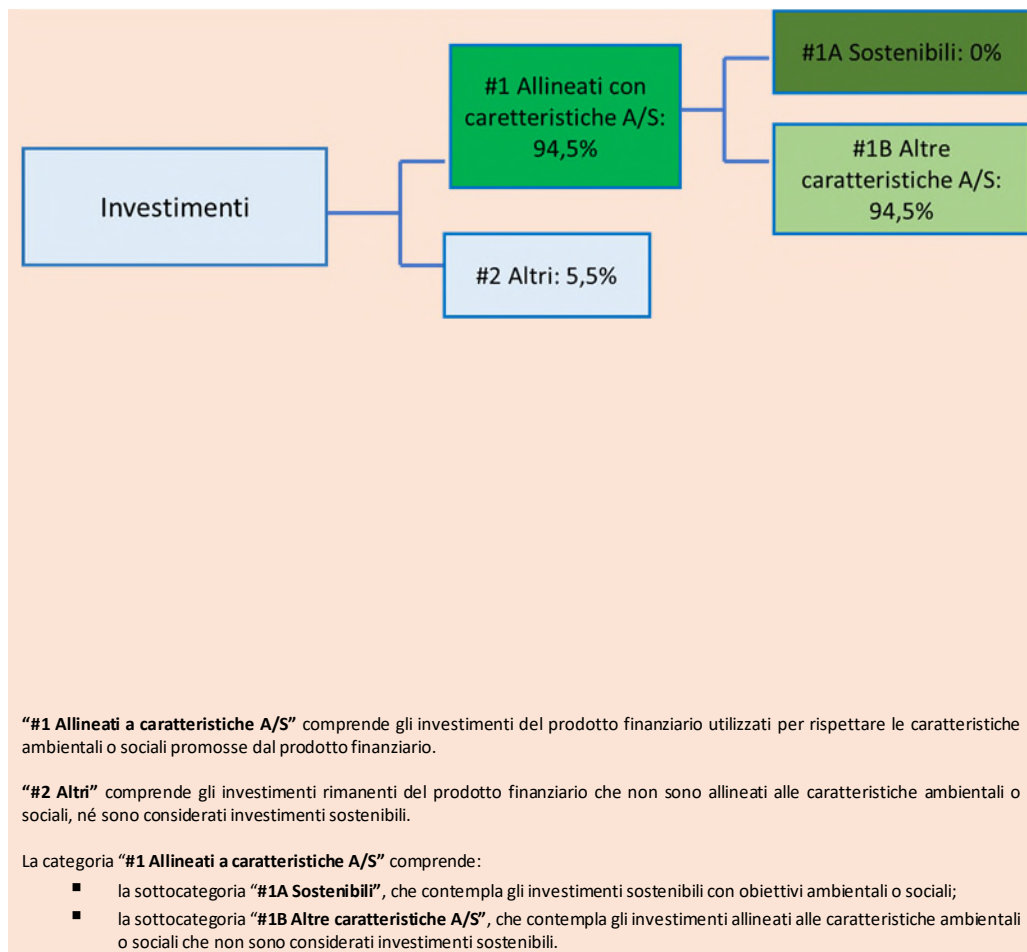 #1A Sostenibili: 0%
#1 Allineati con
caretteristiche A/S:
94,5%
#1B Altre
caratteristiche A/S:
94,5%
Investimenti
#2 Altri: 5,5%
“#1 Allineati a caratteristiche A/S” comprende gli investimenti del prodotto finanziario utilizzati per rispettare le caratteristiche
ambientali o sociali promosse dal prodotto finanziario.
“#2 Altri” comprende gli investimenti rimanenti del prodotto finanziario che non sono allineati alle caratteristiche ambientali o
sociali, né sono considerati investimenti sostenibili.
La categoria “#1 Allineati a caratteristiche A/S” comprende:
▪ la sottocategoria “#1A Sostenibili”, che contempla gli investimenti sostenibili con obiettivi ambientali o sociali;
▪ la sottocategoria “#1B Altre caratteristiche A/S”, che contempla gli investimenti allineati alle caratteristiche ambientali
o sociali che non sono considerati investimenti sostenibili.